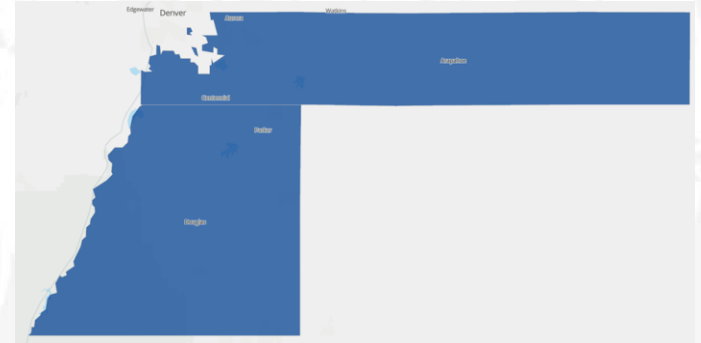 Edgewater
Denver
Watkins
Aurora
Arapahoe
Centennial
Parker
Douglas